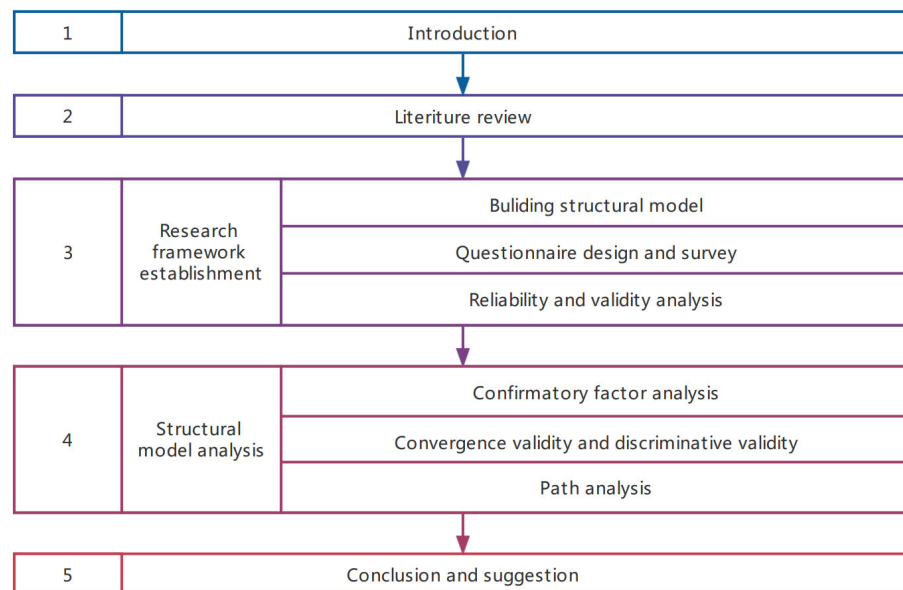 1
Introduction
2
Literiture review
3
Research
framework
establishment
Buliding structural model
Questionnaire design and survey
Reliability and validity analysis
4
Structural
model analysis
Confirmatory factor analysis
Convergence validity and discriminative validity
Path analysis
5
Conclusion and suggestion